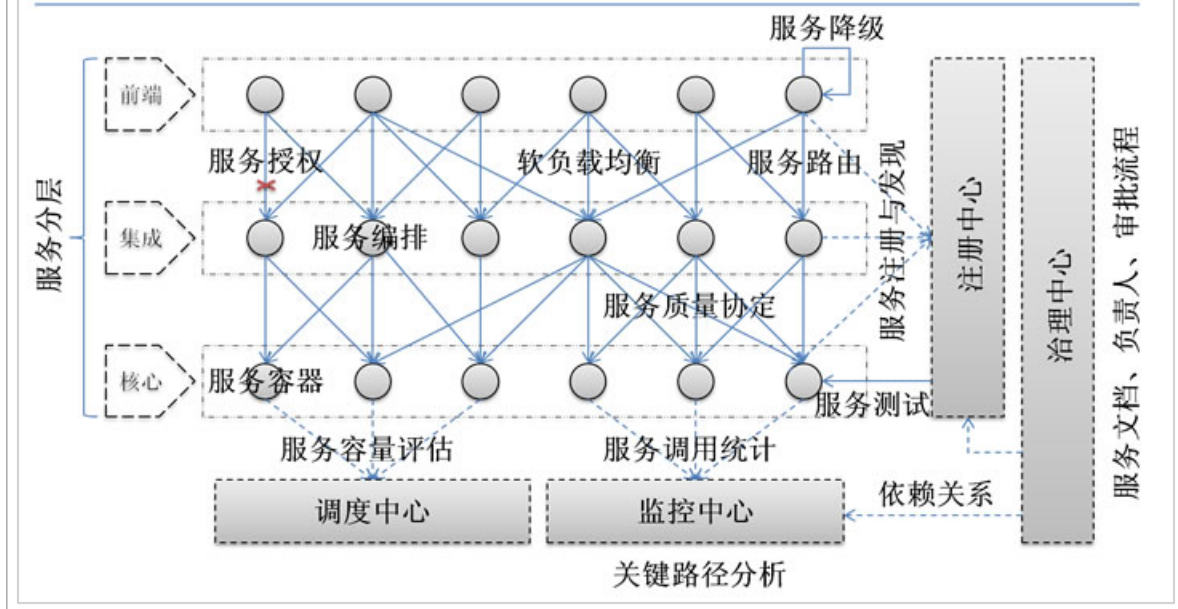 服务降级
前端
服务授权
软负载均衡
服务路由
服务分层
集成
服务编排
服务注册与发现
注册中心
治理中心
服务文档、负责人、审批流程
服务质量协定
核心
服务容器
服务测试
服务容量评估
服务调用统计
调度中心
监控中心
依赖关系
关键路径分析